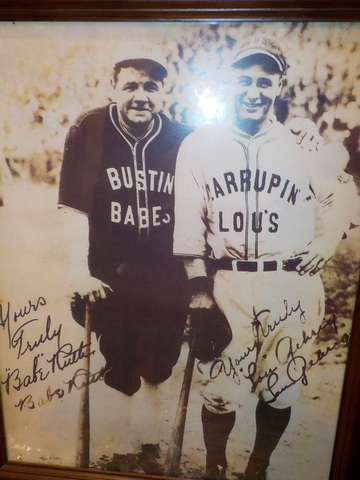 BUSTIN
BABES
LARRUPIN
LOU'S
Yours
Truly
"Babe" Ruth
Babe Ruth
Yours Truly
Lou Gehrig
Lou Gehrig